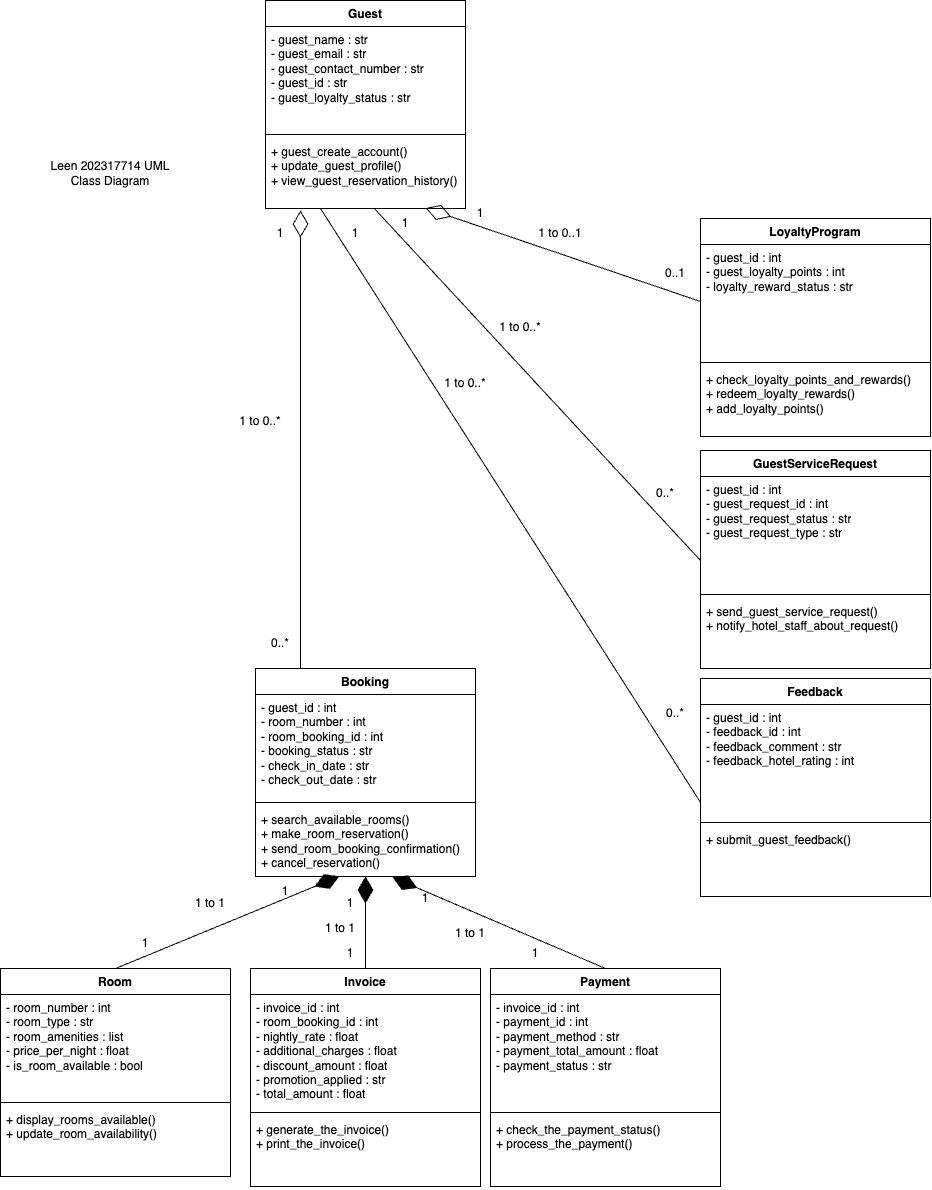 Guest
- guest_name : str
- guest_email : str
- guest_contact_number : str
- guest_id : str
- guest_loyalty_status : str
+ guest_create_account()
+ update_guest_profile()
+ view_guest_reservation_history()
Leen 202317714 UML
Class Diagram
1
1
1
1
1 to 0..1
0..1
LoyaltyProgram
- guest_id : int
- guest_loyalty_points : int
- loyalty_reward_status : str
+ check_loyalty_points_and_rewards()
+ redeem_loyalty_rewards()
+ add_loyalty_points()
1 to 0..*
1 to 0..*
1 to 0..*
0..*
GuestServiceRequest
- guest_id : int
- guest_request_id : int
- guest_request_status : str
- guest_request_type : str
+ send_guest_service_request()
+ notify_hotel_staff_about_request()
0..*
0..*
Feedback
- guest_id : int
- feedback_id : int
- feedback_comment : str
- feedback_hotel_rating : int
+ submit_guest_feedback()
Booking
- guest_id : int
- room_number : int
- room_booking_id : int
- booking_status : str
- check_in_date : str
- check_out_date : str
+ search_available_rooms()
+ make_room_reservation()
+ send_room_booking_confirmation()
+ cancel_reservation()
1
1 to 1
1
1
1 to 1
1
1
1 to 1
1
Room
- room_number : int
- room_type : str
- room_amenities : list
- price_per_night : float
- is_room_available : bool
+ display_rooms_available()
+ update_room_availability()
Invoice
- invoice_id : int
- room_booking_id : int
- nightly_rate : float
- additional_charges : float
- discount_amount : float
- promotion_applied : str
- total_amount : float
+ generate_the_invoice()
+ print_the_invoice()
Payment
- invoice_id : int
- payment_id : int
- payment_method : str
- payment_total_amount : float
- payment_status : str
+ check_the_payment_status()
+ process_the_payment()